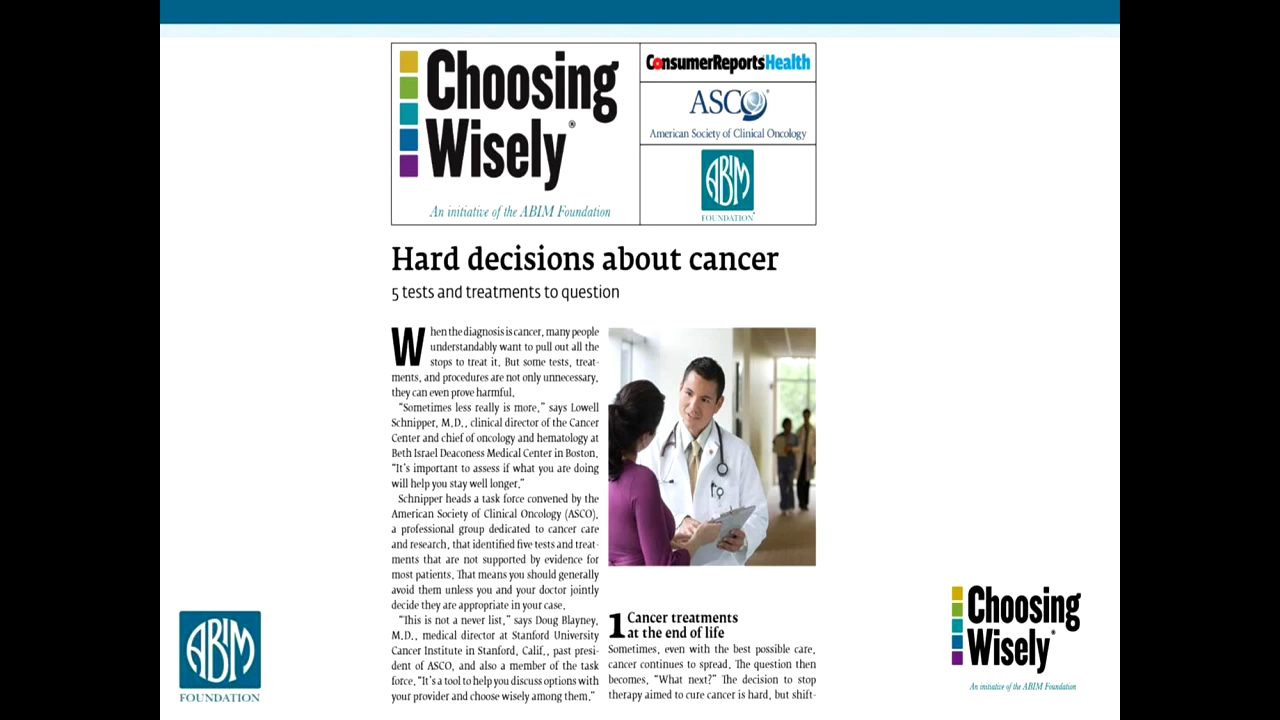 Choosing
Wisely®
An initiative of the ABIM Foundation
ConsumerReportsHealth
ASCO®
American Society of Clinical Oncology
ABIM
FOUNDATION
Hard decisions about cancer
5 tests and treatments to question
When the diagnosis is cancer, many people
understandably want to pull out all the
stops to treat it. But some tests, treat-
ments, and procedures are not only unnecessary,
they can even prove harmful.
“Sometimes less really is more,” says Lowell
Schnipper, M.D., clinical director of the Cancer
Center and chief of oncology and hematology at
Beth Israel Deaconess Medical Center in Boston.
“It’s important to assess if what you are doing
will help you stay well longer.”
Schnipper heads a task force convened by the
American Society of Clinical Oncology (ASCO),
a professional group dedicated to cancer care
and research, that identified five tests and treat-
ments that are not supported by evidence for
most patients. That means you should generally
avoid them unless you and your doctor jointly
decide they are appropriate in your case.
“This is not a never list,” says Doug Blayney,
M.D., medical director at Stanford University
Cancer Institute in Stanford, Calif., past presi-
dent of ASCO, and also a member of the task
force. “It’s a tool to help you discuss options with
your provider and choose wisely among them.”
1 Cancer treatments
at the end of life
Sometimes, even with the best possible care,
cancer continues to spread. The question then
becomes, “What next?” The decision to stop
therapy aimed to cure cancer is hard, but shift-
ABIM
FOUNDATION
Choosing
Wisely®
An initiative of the ABIM Foundation